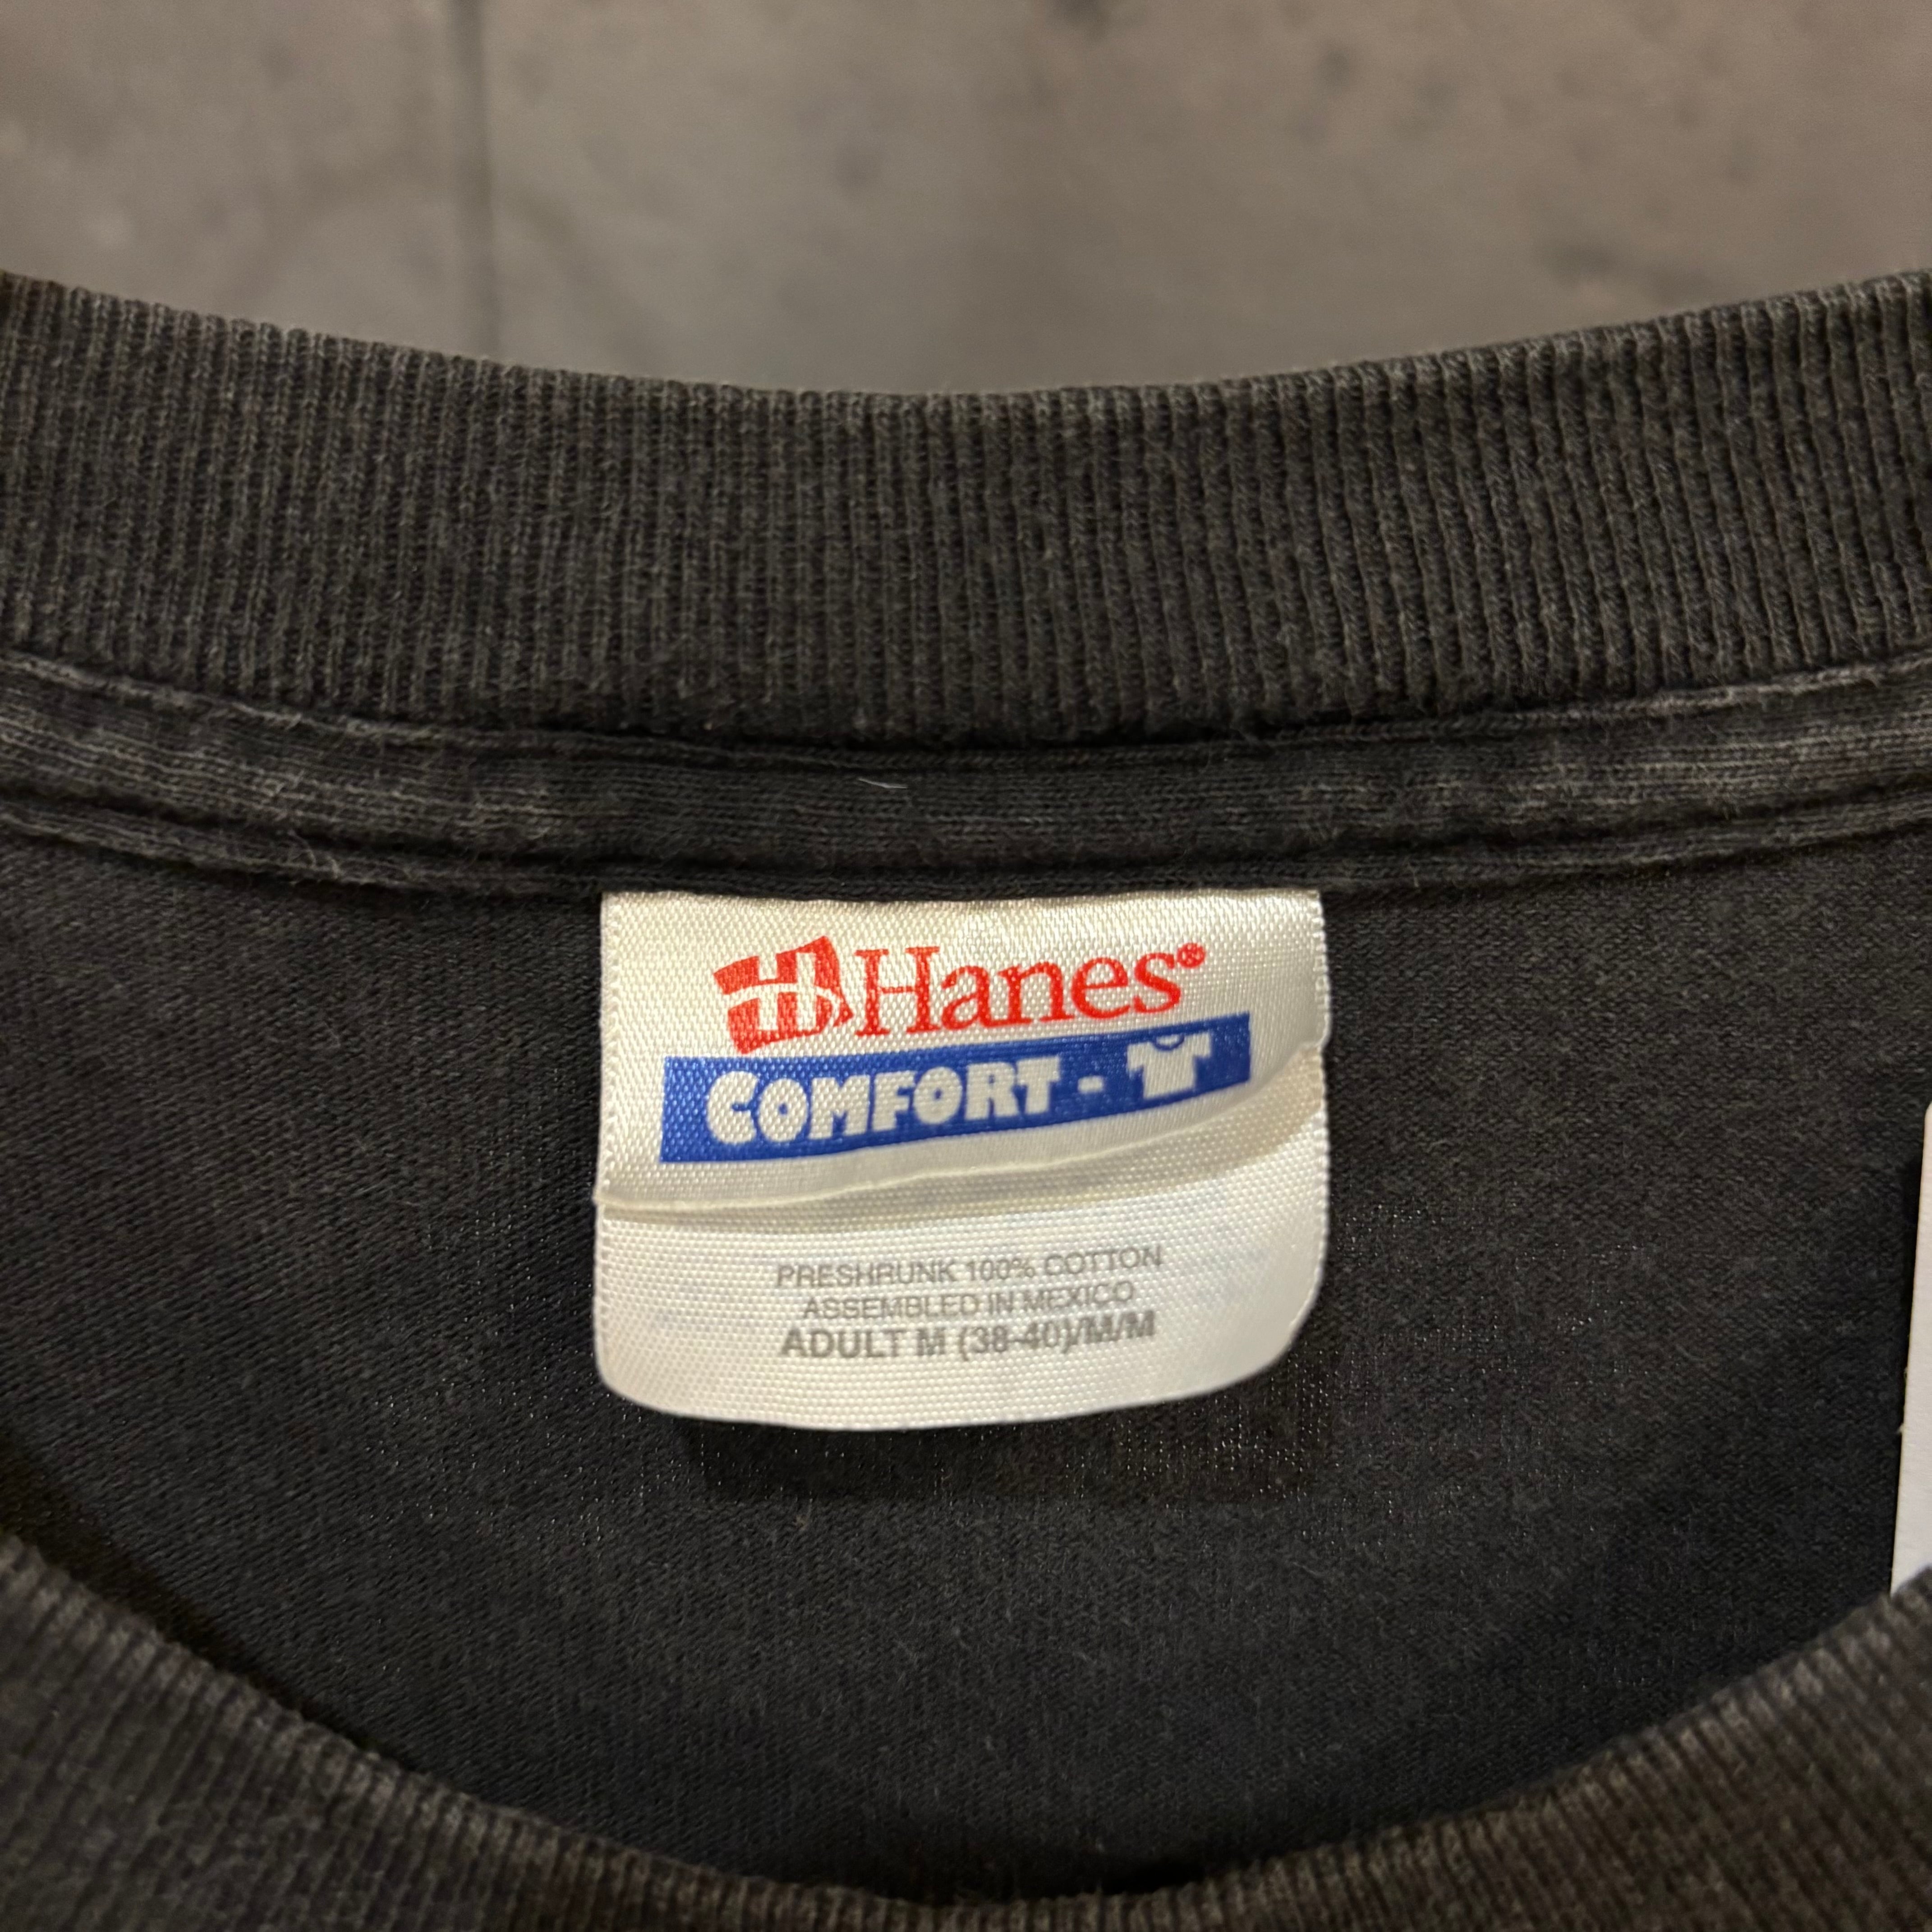 Hanes®
COMFORT -
PRESHRUNK 100% COTTON
ASSEMBLED IN MEXICO
ADULT M (38-40)/M/M